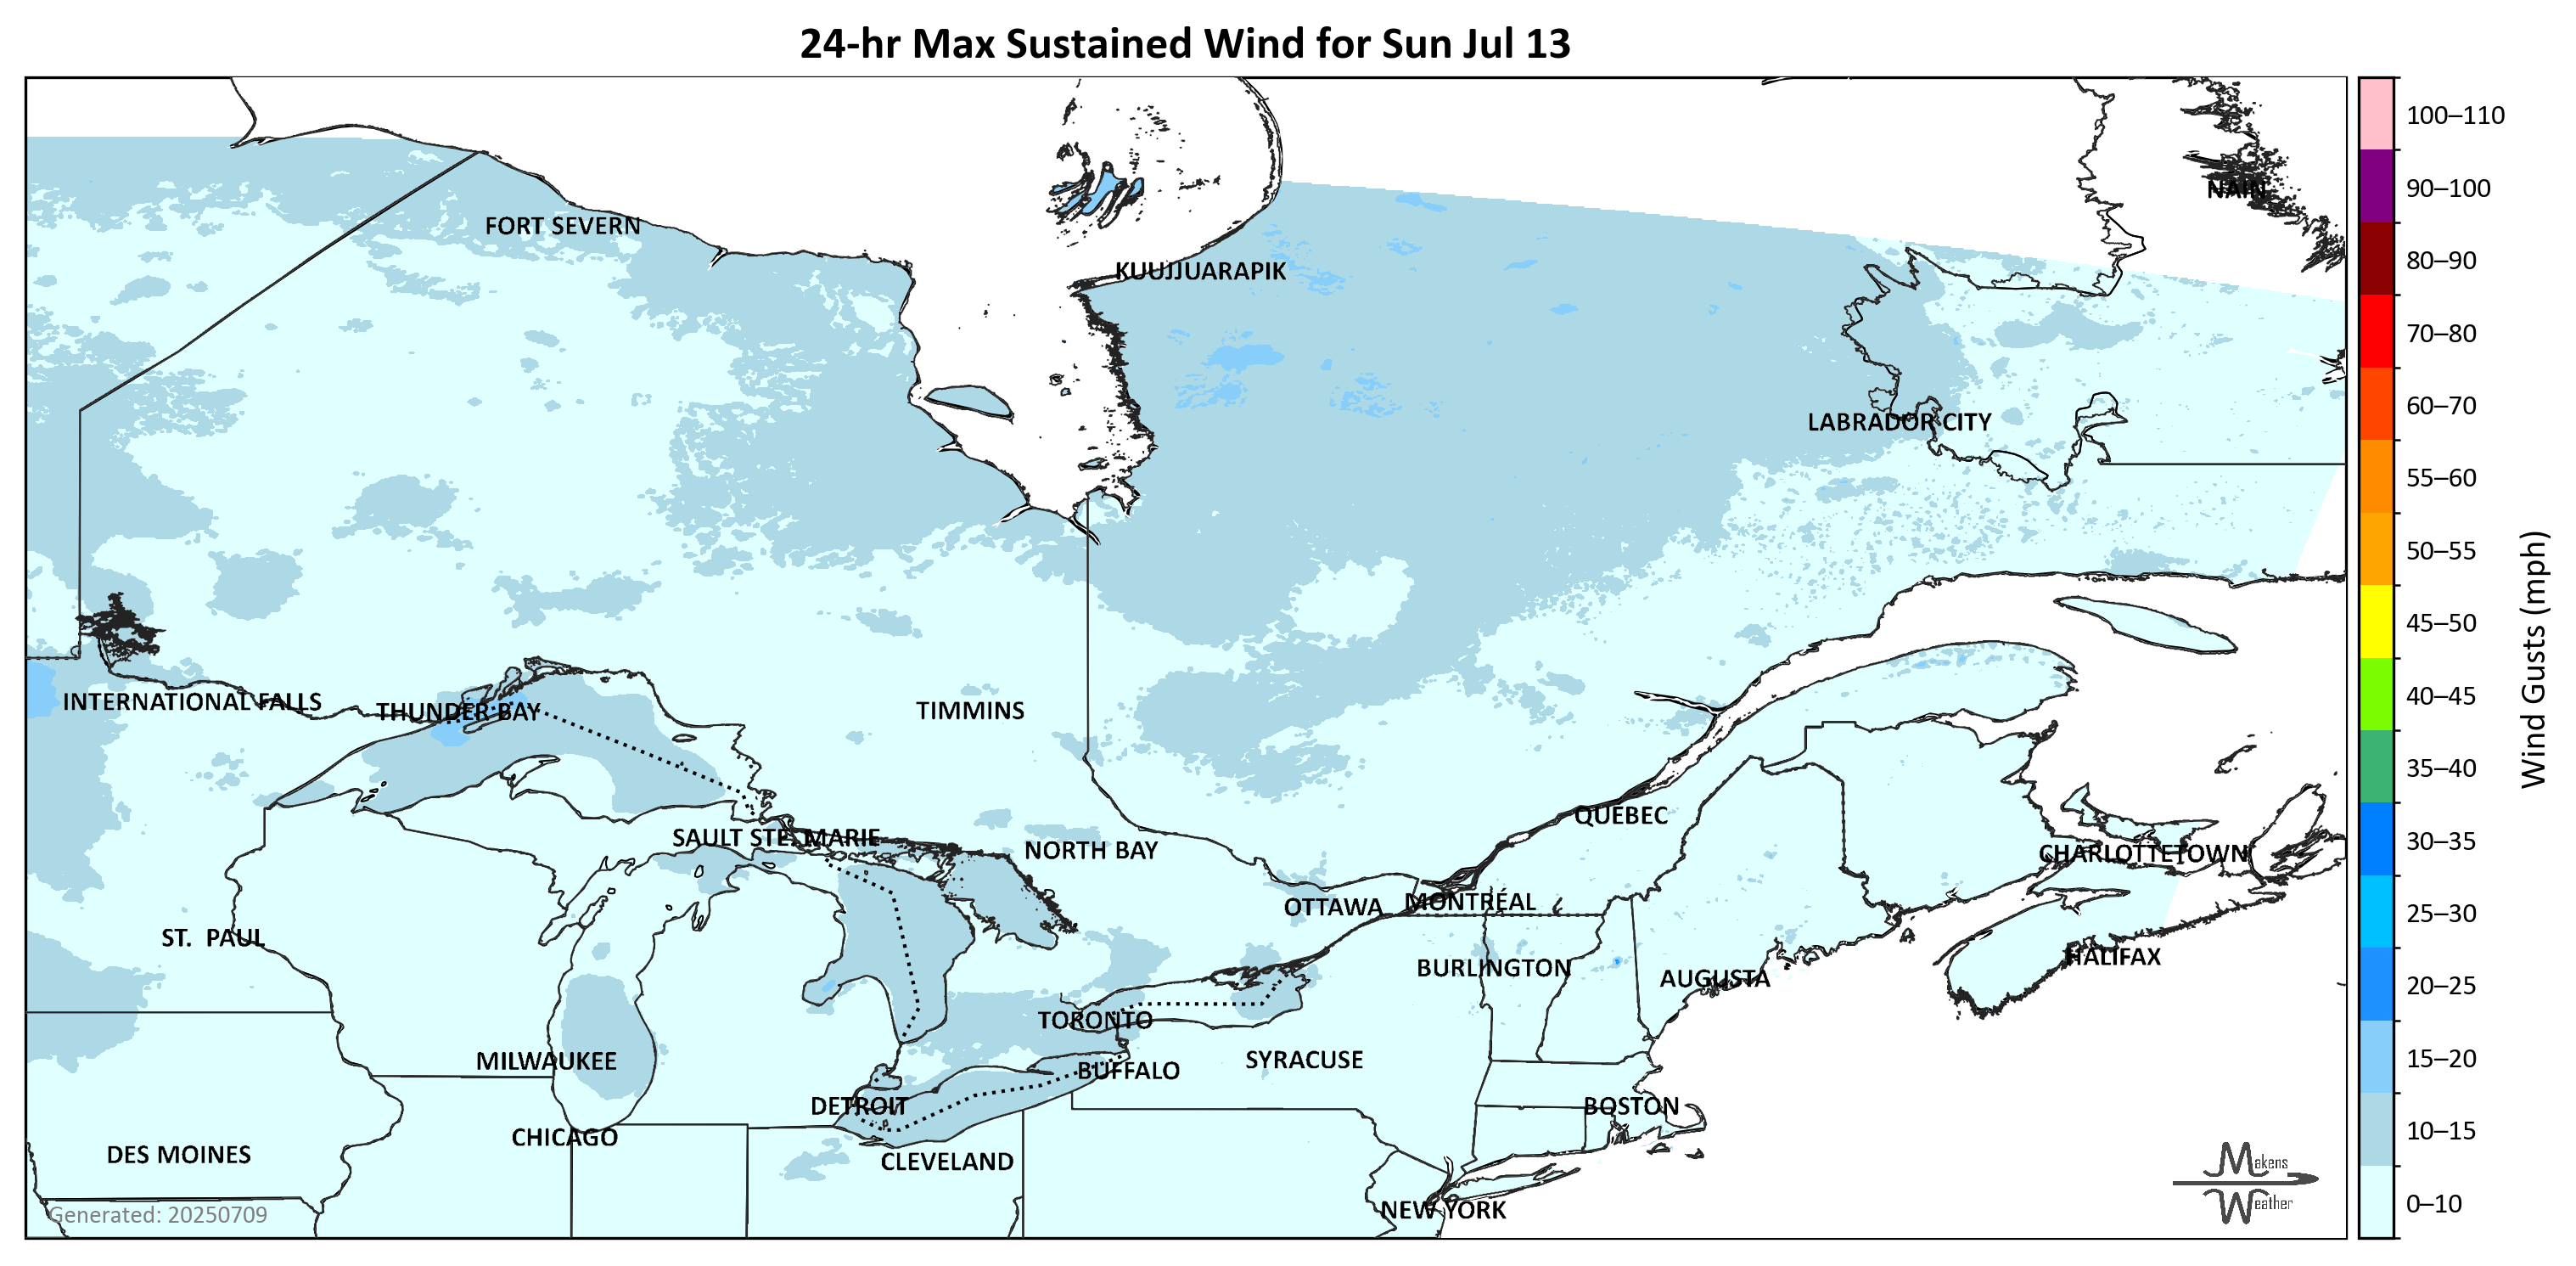 24-hr Max Sustained Wind for Sun Jul 13
100–110
90–100
NAIN
FORT SEVERN
80–90
KUUJJUARAPIK
70–80
60–70
LABRADOR CITY
55–60
50–55
Wind Gusts (mph)
45–50
40–45
INTERNATIONAL FALLS
THUNDER BAY
TIMMINS
35–40
QUEBEC
30–35
SAULT STE. MARIE
NORTH BAY
CHARLOTTETOWN
OTTAWA
MONTRÉAL
25–30
ST.  PAUL
HALIFAX
BURLINGTON
AUGUSTA
20–25
TORONTO
MILWAUKEE
SYRACUSE
15–20
BUFFALO
DETROIT
BOSTON
10–15
CHICAGO
DES MOINES
CLEVELAND
Makens
Weather
0–10
NEW YORK
Generated: 20250709